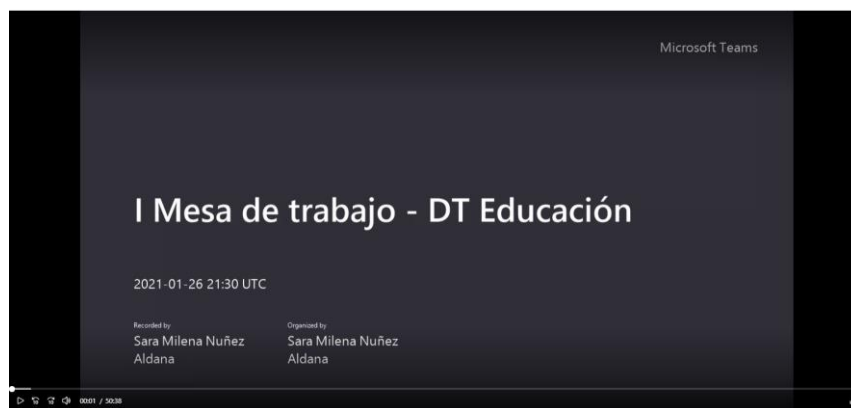 Microsoft Teams
I Mesa de trabajo - DT Educación
2021-01-26 21:30 UTC
Recorded by
Organized by
Sara Milena Nuñez
Sara Milena Nuñez
Aldana
Aldana
00:01 / 50:38